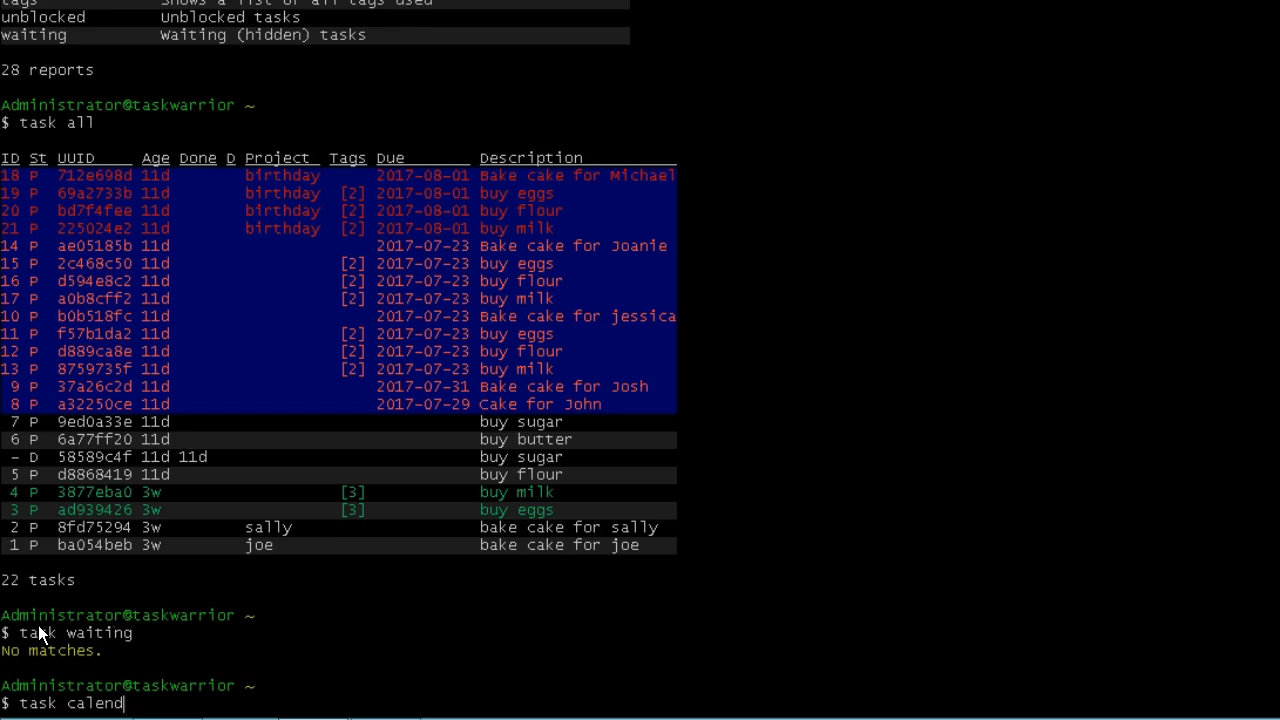 tags Shows a list of all tags used
unblocked Unblocked tasks
waiting Waiting (hidden) tasks
28 reports
Administrator@taskwarrior ~
$ task all
ID St UUID Age Done D Project Tags Due Description
18 P 712e698d 11d birthday 2017-08-01 Bake cake for Michael
19 P 69a2733b 11d birthday [2] 2017-08-01 buy eggs
20 P bd7f4fee 11d birthday [2] 2017-08-01 buy flour
21 P 225024e2 11d birthday [2] 2017-08-01 buy milk
14 P ae05185b 11d 2017-07-23 Bake cake for Joanie
15 P 2c468c50 11d [2] 2017-07-23 buy eggs
16 P d594e8c2 11d [2] 2017-07-23 buy flour
17 P a0b8cff2 11d [2] 2017-07-23 buy milk
10 P b0b518fc 11d 2017-07-23 Bake cake for jessica
11 P f57b1da2 11d [2] 2017-07-23 buy eggs
12 P d889ca8e 11d [2] 2017-07-23 buy flour
13 P 8759735f 11d [2] 2017-07-23 buy milk
9 P 37a26c2d 11d 2017-07-31 Bake cake for Josh
8 P a32250ce 11d 2017-07-29 Cake for John
7 P 9ed0a33e 11d buy sugar
6 P 6a77ff20 11d buy butter
- D 58589c4f 11d 11d buy sugar
5 P d8868419 11d buy flour
4 P 3877eba0 3w [3] buy milk
3 P ad939426 3w [3] buy eggs
2 P 8fd75294 3w sally bake cake for sally
1 P ba054beb 3w joe bake cake for joe
22 tasks
Administrator@taskwarrior ~
$ task waiting
No matches.
Administrator@taskwarrior ~
$ task calend